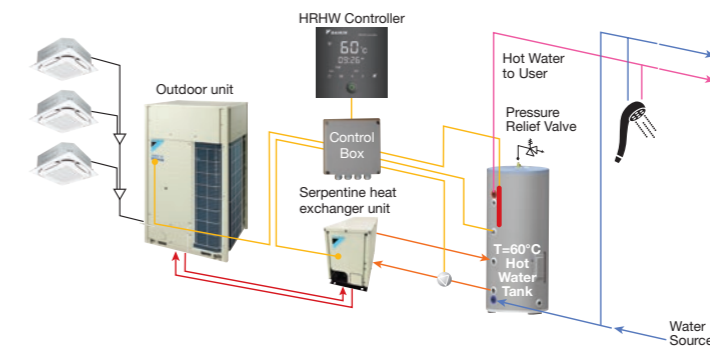 HRHW Controller
DAIKIN
60°c
09:26
Outdoor unit
Control
Box
Hot Water
to User
Pressure
Relief Valve
Serpentine heat
exchanger unit
T=60°C
Hot
Water
Tank
Water
Source